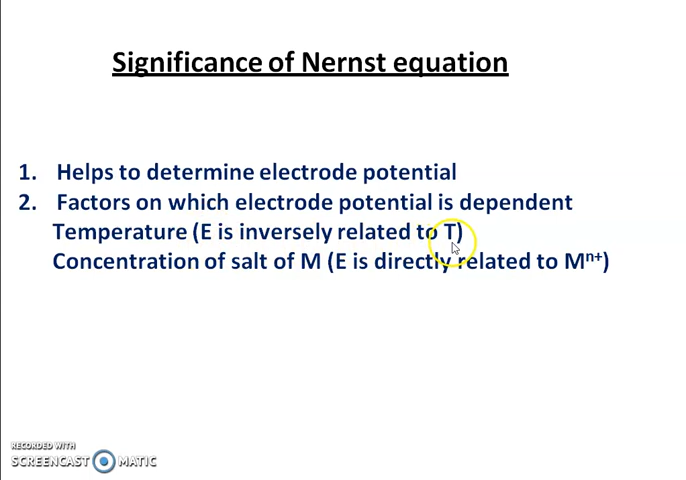 Significance of Nernst equation
1. Helps to determine electrode potential
2. Factors on which electrode potential is dependent
Temperature (E is inversely related to T)
Concentration of salt of M (E is directly related to Mⁿ⁺)
RECORDED WITH
SCREENCAST MATIC